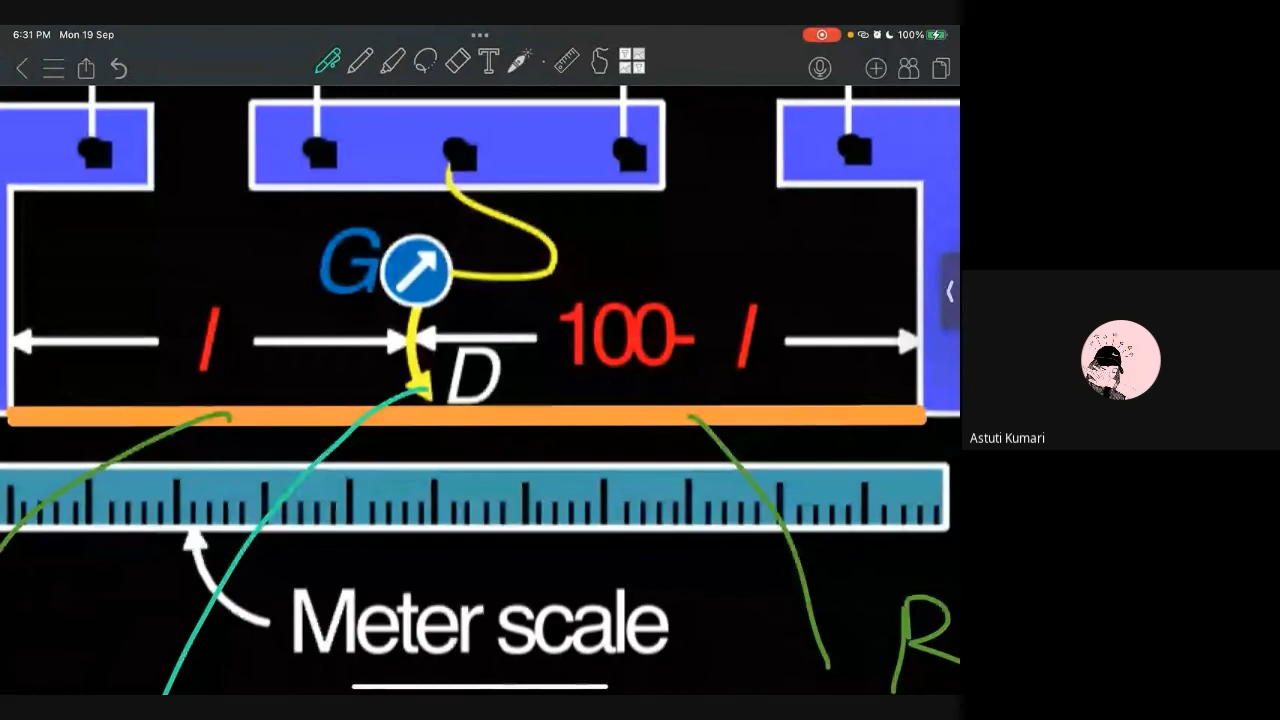 6:31 PM Mon 19 Sep
100%
G
l 100- l
D
Meter scale
R
Astuti Kumari